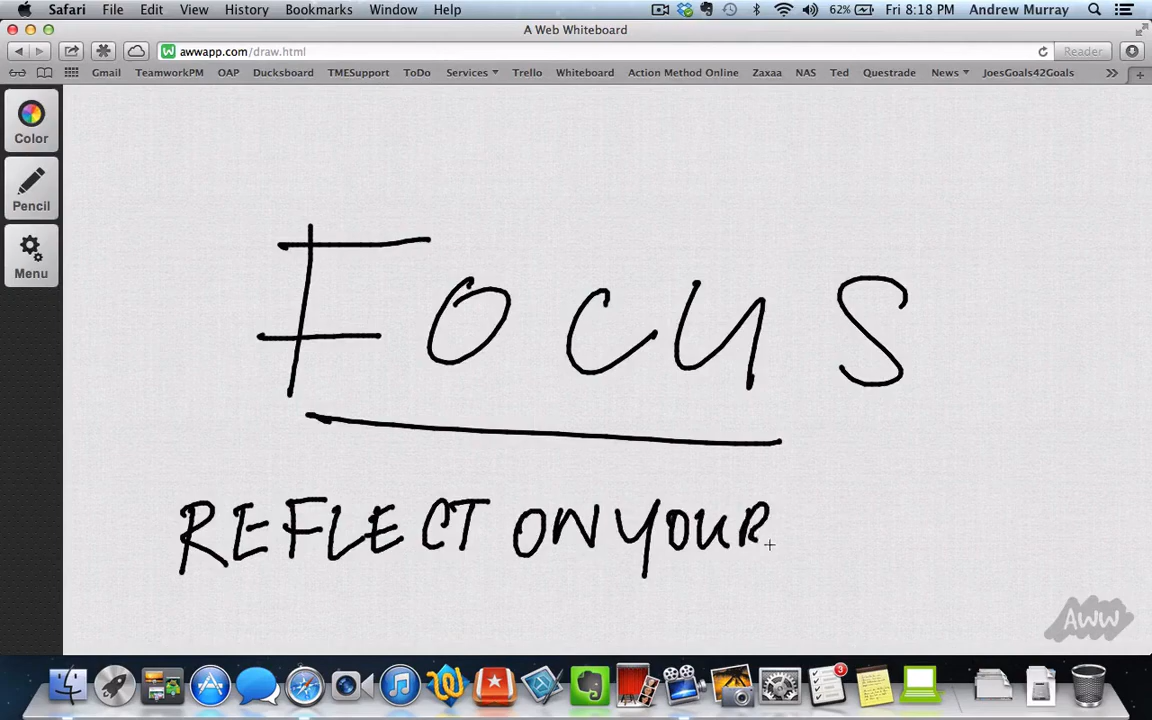 Safari File Edit View History Bookmarks Window Help 62% Fri 8:18 PM Andrew Murray
A Web Whiteboard
awwapp.com/draw.html Reader
Gmail TeamworkPM OAP Ducksboard TMESupport ToDo Services Trello Whiteboard Action Method Online Zaxaa NAS Ted Questrade News JoesGoals42Goals
Color
Pencil
Menu
FOCUS
REFLECT ON YOUR
AWW
3